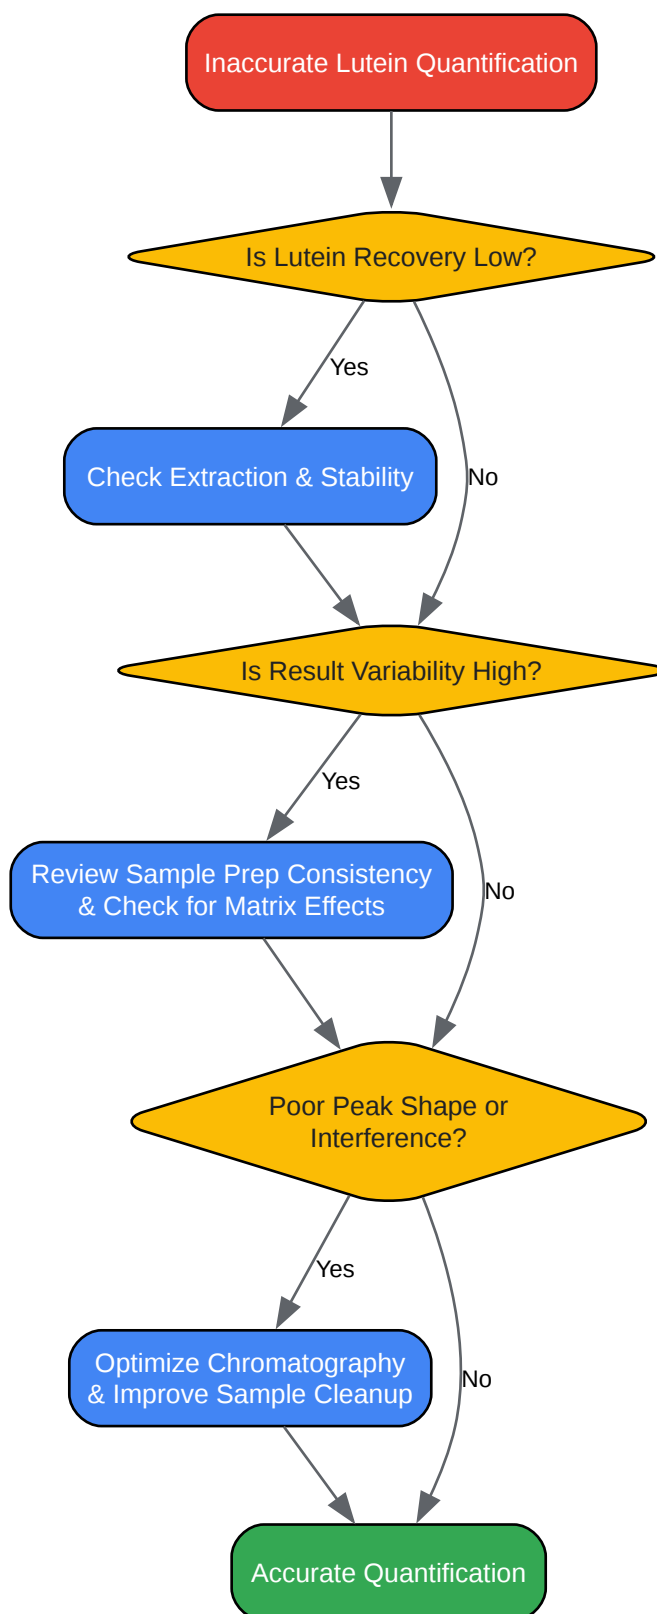 Inaccurate Lutein Quantification
Is Lutein Recovery Low?
Yes
Check Extraction & Stability
No
Is Result Variability High?
Yes
Review Sample Prep Consistency
& Check for Matrix Effects
No
Poor Peak Shape or
Interference?
Yes
Optimize Chromatography
& Improve Sample Cleanup
No
Accurate Quantification